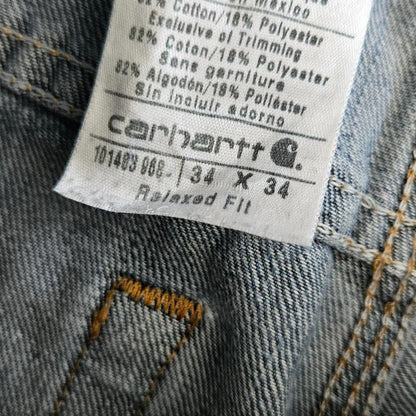 Mexico
82% Cotton/18% Polyester
Exclusive of Trimming
82% Coton/18% Polyester
Sans garniture
82% Algodón/18% Poliéster
Sin incluir adorno
carhartt
34 X 34
Relaxed Fit